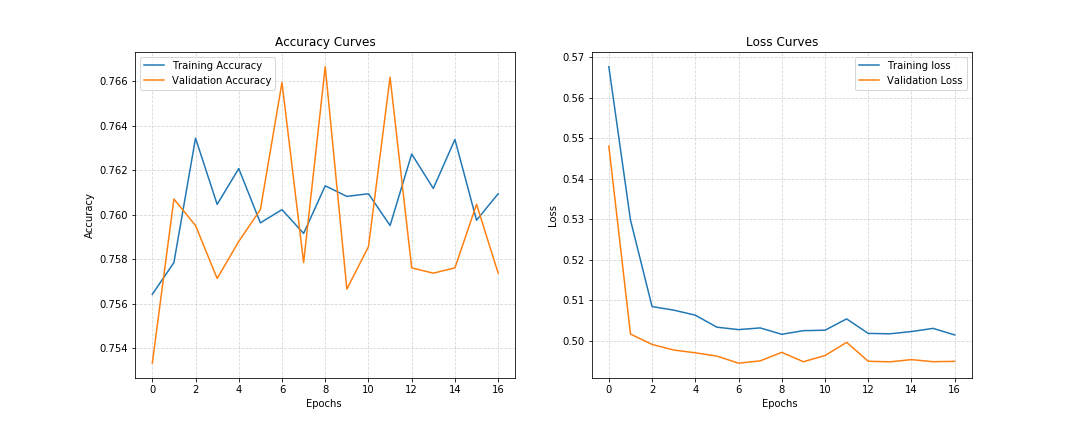 Accuracy Curves
Training Accuracy
Validation Accuracy
0.766
0.764
0.762
0.760
0.758
0.756
0.754
Accuracy
0 2 4 6 8 10 12 14 16
Epochs
Loss Curves
Training loss
Validation Loss
0.57
0.56
0.55
0.54
0.53
0.52
0.51
0.50
Loss
0 2 4 6 8 10 12 14 16
Epochs